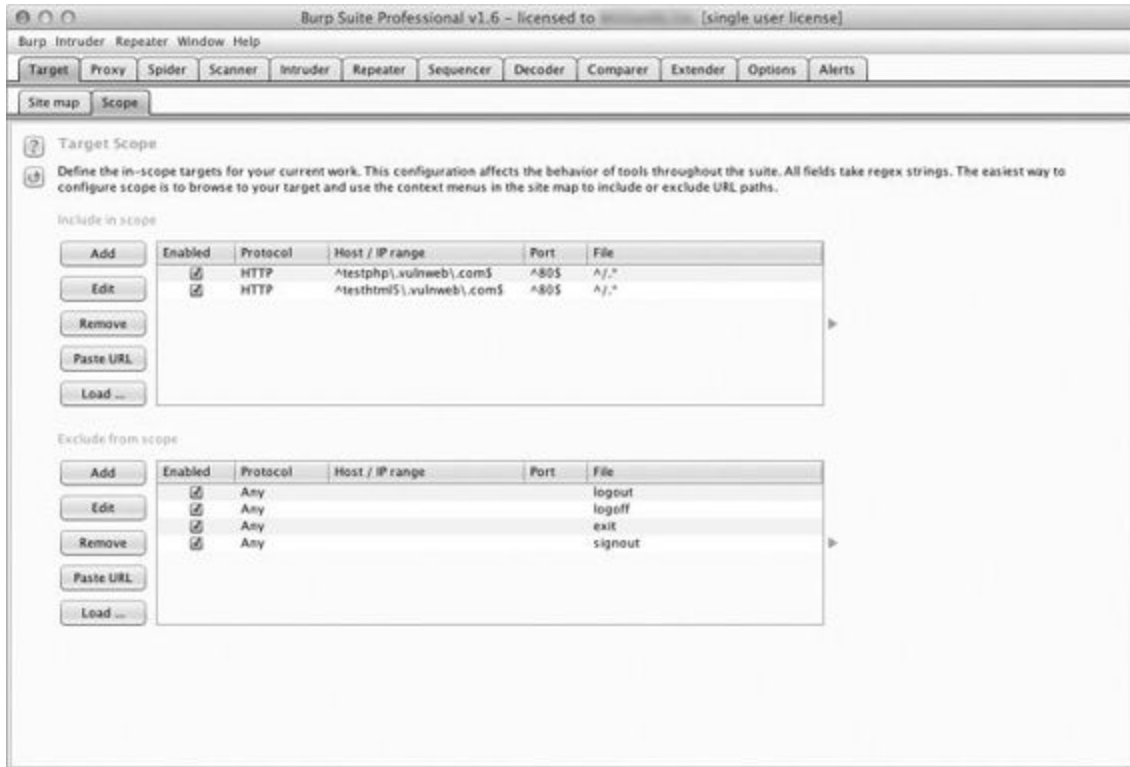 Burp Suite Professional v1.6 – licensed to [single user license]
Burp Intruder Repeater Window Help
Target Proxy Spider Scanner Intruder Repeater Sequencer Decoder Comparer Extender Options Alerts
Site map Scope
? Target Scope
Define the in-scope targets for your current work. This configuration affects the behavior of tools throughout the suite. All fields take regex strings. The easiest way to
configure scope is to browse to your target and use the context menus in the site map to include or exclude URL paths.
Include in scope
Add
Edit
Remove
Paste URL
Load ...
Enabled Protocol Host / IP range Port File
HTTP ^testphp\.vulnweb\.com$ ^80$ ^/.*
HTTP ^testhtml5\.vulnweb\.com$ ^80$ ^/.*
Exclude from scope
Add
Edit
Remove
Paste URL
Load ...
Enabled Protocol Host / IP range Port File
Any logout
Any logoff
Any exit
Any signout